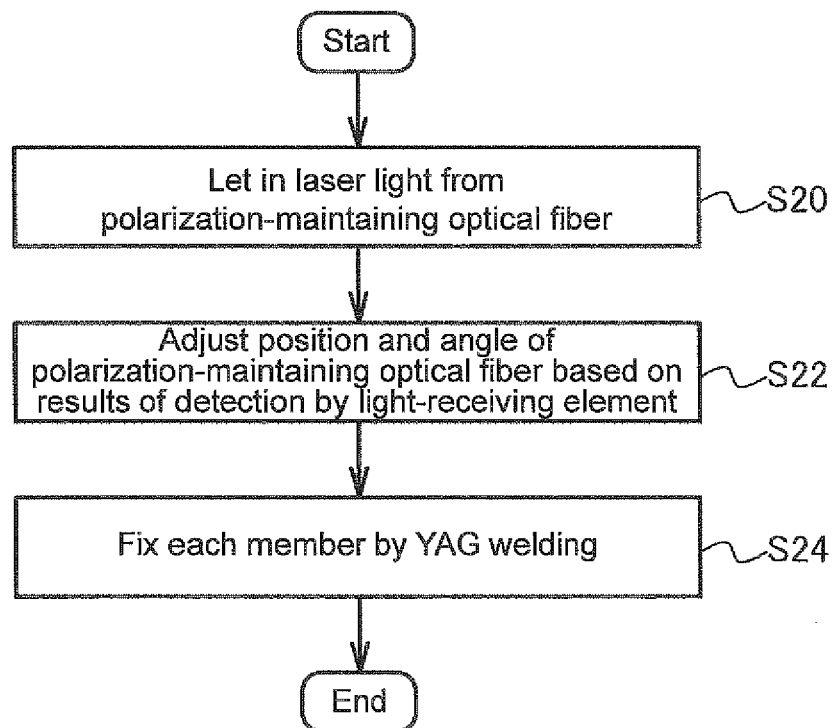 Start
Let in laser light from
polarization-maintaining optical fiber
S20
Adjust position and angle of
polarization-maintaining optical fiber based on
results of detection by light-receiving element
S22
Fix each member by YAG welding
S24
End